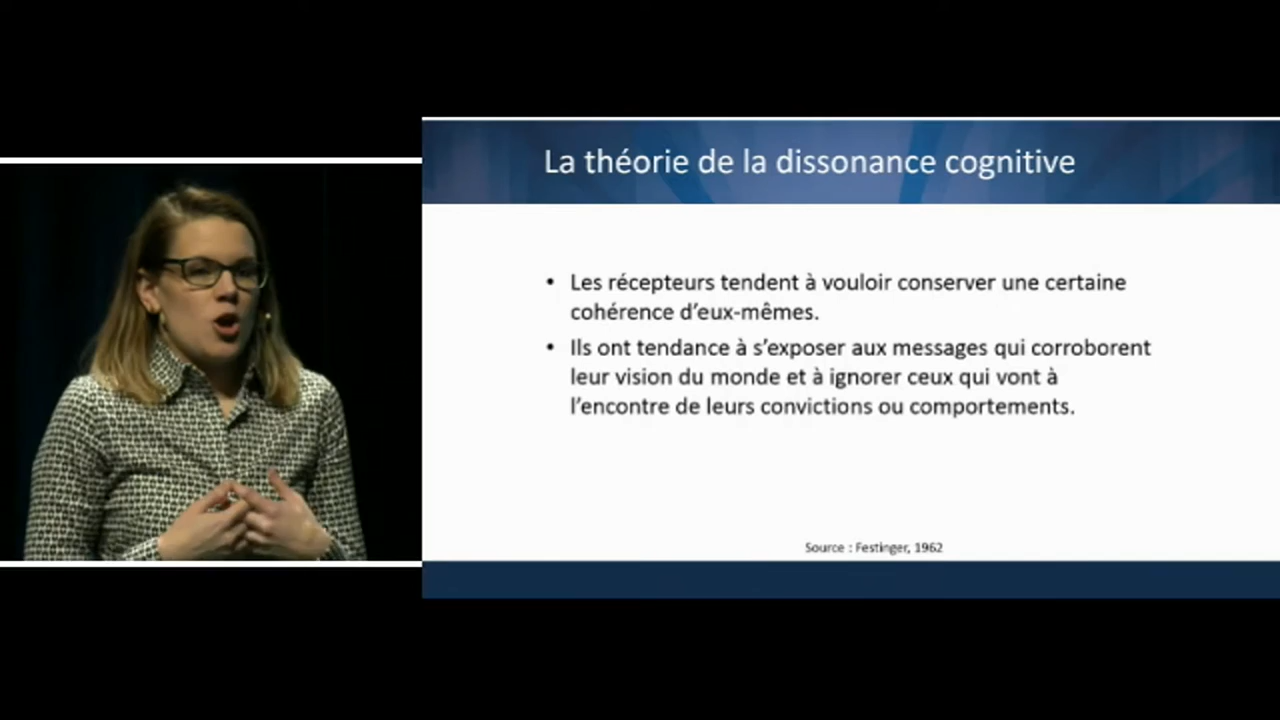 La théorie de la dissonance cognitive
• Les récepteurs tendent à vouloir conserver une certaine
cohérence d’eux-mêmes.
• Ils ont tendance à s’exposer aux messages qui corroborent
leur vision du monde et à ignorer ceux qui vont à
l’encontre de leurs convictions ou comportements.
Source : Festinger, 1962